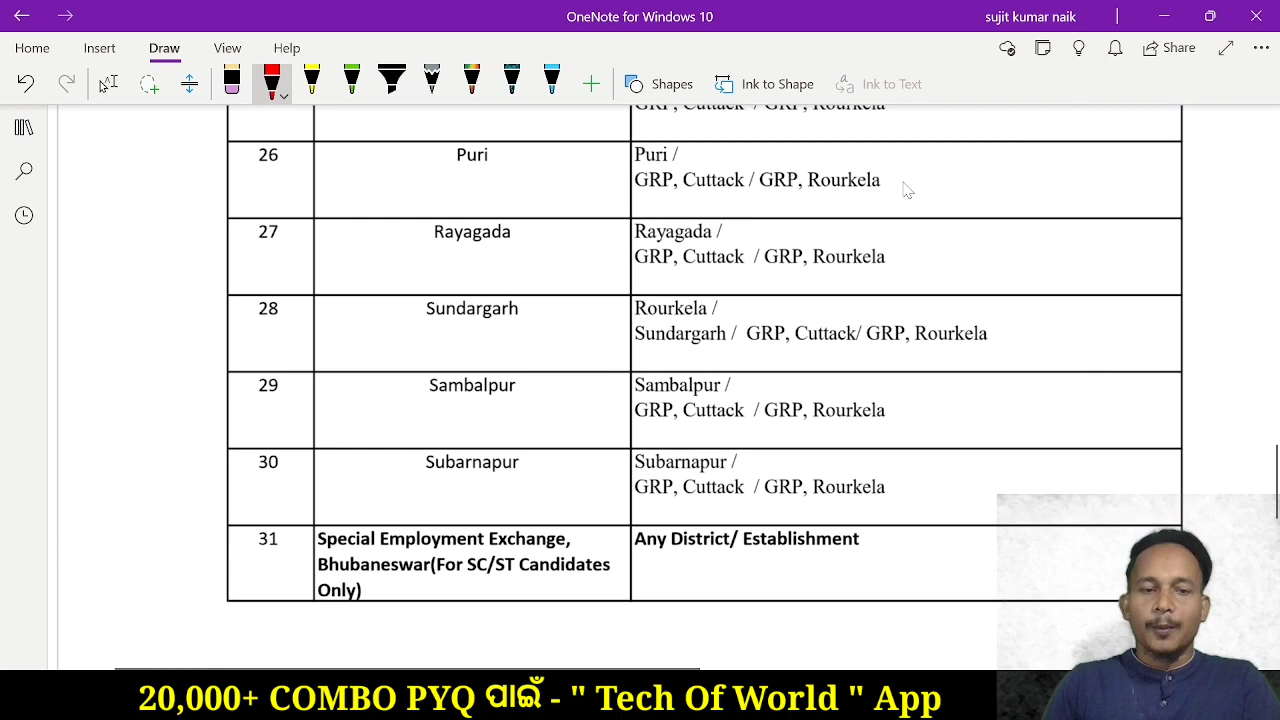 OneNote for Windows 10
sujit kumar naik
Home Insert Draw View Help
Share
Shapes Ink to Shape Ink to Text
GRP, Cuttack / GRP, Rourkela
26 Puri Puri /
GRP, Cuttack / GRP, Rourkela
27 Rayagada Rayagada /
GRP, Cuttack / GRP, Rourkela
28 Sundargarh Rourkela /
Sundargarh / GRP, Cuttack/ GRP, Rourkela
29 Sambalpur Sambalpur /
GRP, Cuttack / GRP, Rourkela
30 Subarnapur Subarnapur /
GRP, Cuttack / GRP, Rourkela
31 Special Employment Exchange, Any District/ Establishment
Bhubaneswar(For SC/ST Candidates
Only)
20,000+ COMBO PYQ ପାଇଁ - " Tech Of World " App